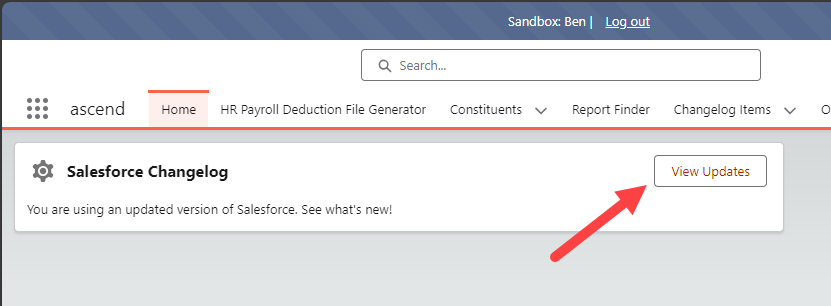 Sandbox: Ben | Log out
Search...
ascend Home HR Payroll Deduction File Generator Constituents Report Finder Changelog Items O
Salesforce Changelog View Updates
You are using an updated version of Salesforce. See what's new!